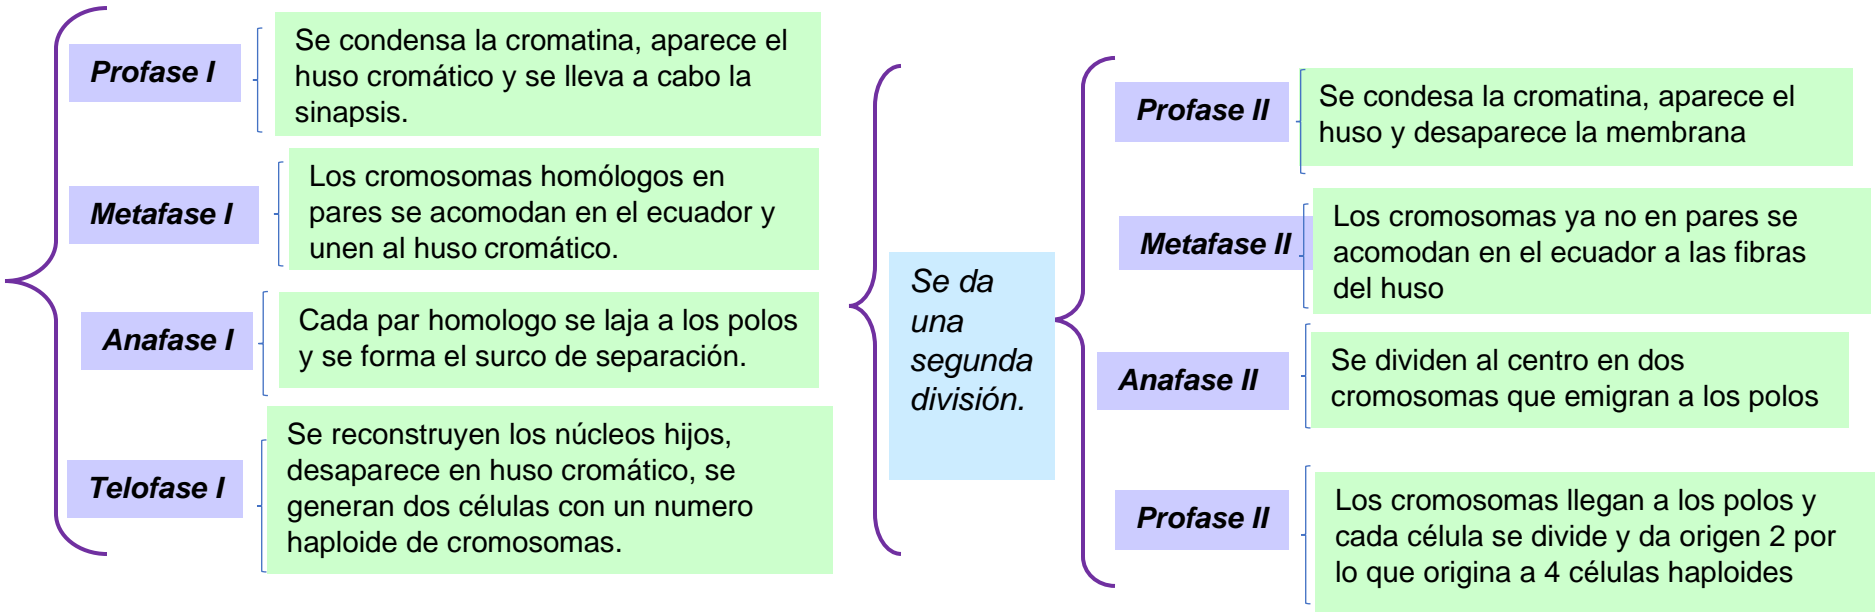 Profase I
Se condensa la cromatina, aparece el
huso cromático y se lleva a cabo la
sinapsis.
Metafase I
Los cromosomas homólogos en
pares se acomodan en el ecuador y
unen al huso cromático.
Anafase I
Cada par homologo se laja a los polos
y se forma el surco de separación.
Telofase I
Se reconstruyen los núcleos hijos,
desaparece en huso cromático, se
generan dos células con un numero
haploide de cromosomas.
Se da
una
segunda
división.
Profase II
Se condesa la cromatina, aparece el
huso y desaparece la membrana
Metafase II
Los cromosomas ya no en pares se
acomodan en el ecuador a las fibras
del huso
Anafase II
Se dividen al centro en dos
cromosomas que emigran a los polos
Profase II
Los cromosomas llegan a los polos y
cada célula se divide y da origen 2 por
lo que origina a 4 células haploides